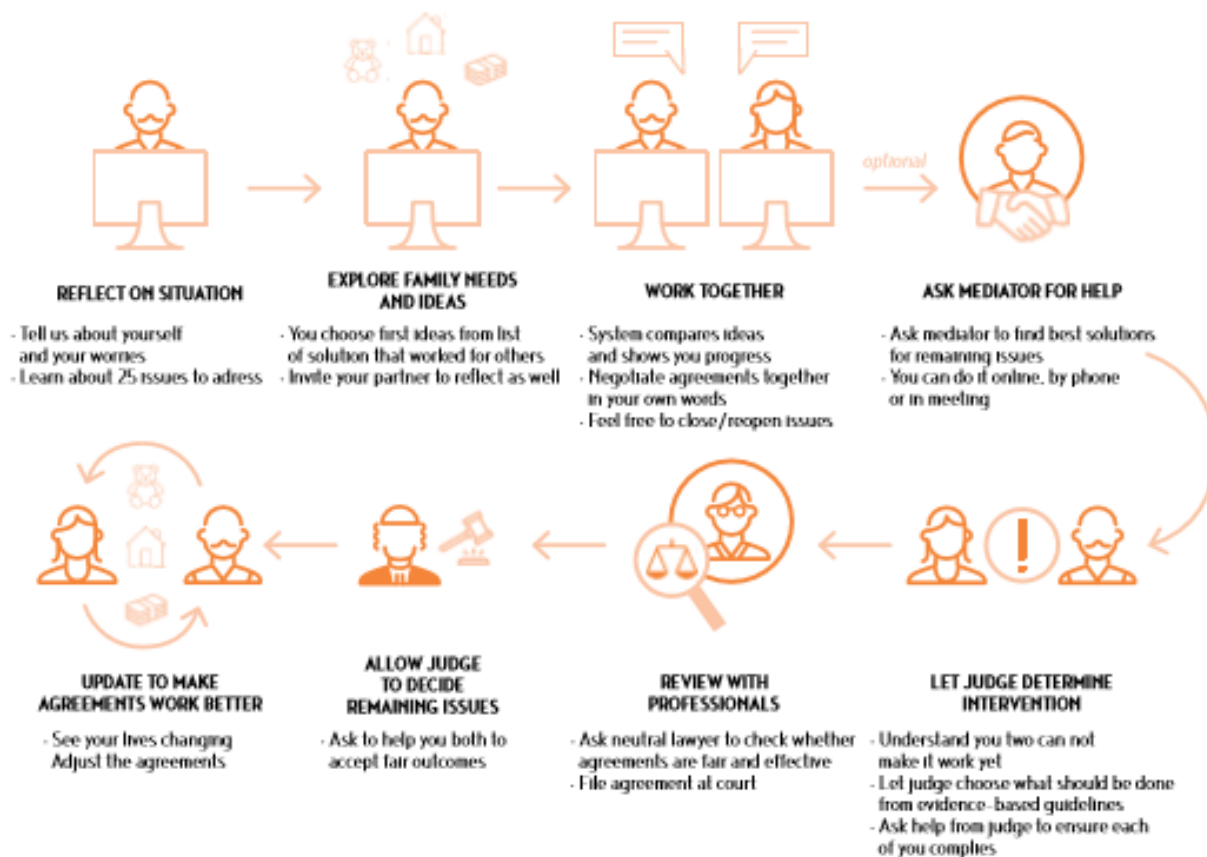 optional
REFLECT ON SITUATION
- Tell us about yourself
and your worries
- Learn about 25 issues to adress
EXPLORE FAMILY NEEDS
AND IDEAS
- You choose first ideas from list
of solution that worked for others
- Invite your partner to reflect as well
WORK TOGETHER
- System compares ideas
and shows you progress
- Negotiate agreements together
in your own words
- Feel free to close/reopen issues
ASK MEDIATOR FOR HELP
- Ask mediator to find best solutions
for remaining issues
- You can do it online, by phone
or in meeting
LET JUDGE DETERMINE
INTERVENTION
- Understand you two can not
make it work yet
- Let judge choose what should be done
from evidence-based guidelines
- Ask help from judge to ensure each
of you complies
REVIEW WITH
PROFESSIONALS
- Ask neutral lawyer to check whether
agreements are fair and effective
- File agreement at court
ALLOW JUDGE
TO DECIDE
REMAINING ISSUES
- Ask to help you both to
accept fair outcomes
UPDATE TO MAKE
AGREEMENTS WORK BETTER
- See your lives changing
Adjust the agreements